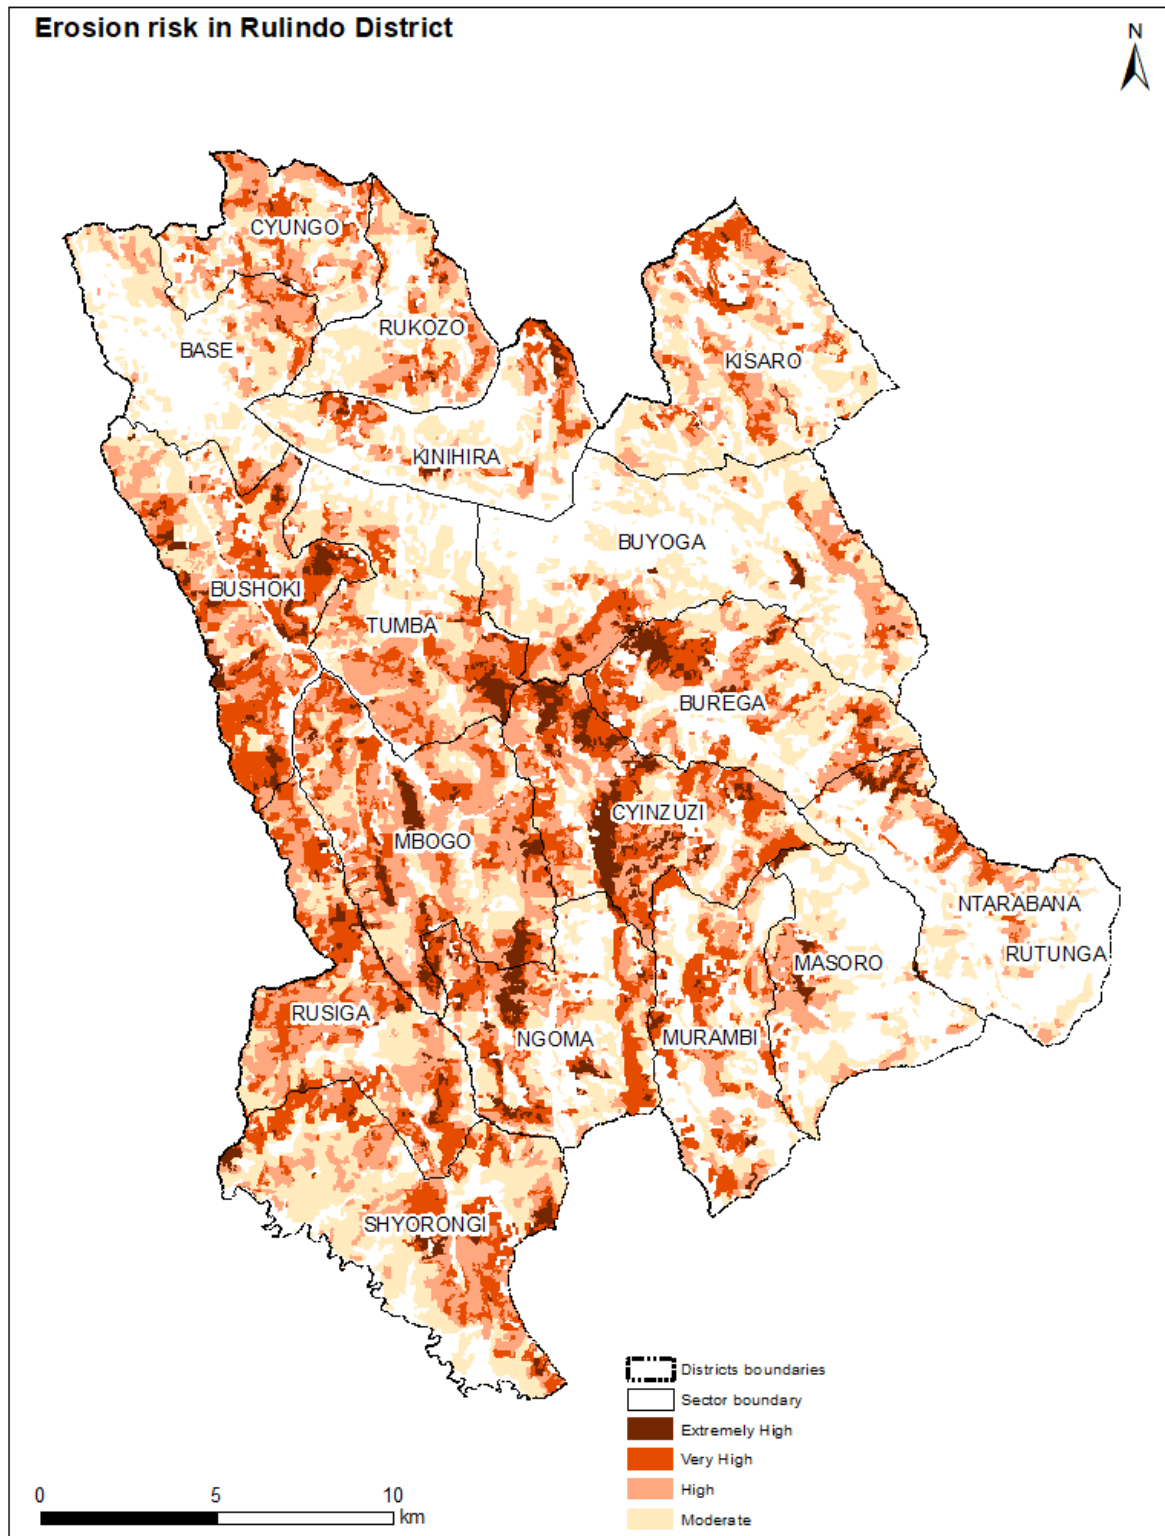 Erosion risk in Rulindo District
N
CYUNGO
RUKOZO
BASE
KISARO
KINIHIRA
BUYOGA
BUSHOKI
TUMBA
BUREGA
CYINZUZI
MBOGO
NTARABANA
RUTUNGA
MASORO
RUSIGA
NGOMA
MURAMBI
SHYORONGI
Districts boundaries
Sector boundary
Extremely High
Very High
High
Moderate
0 5 10
km